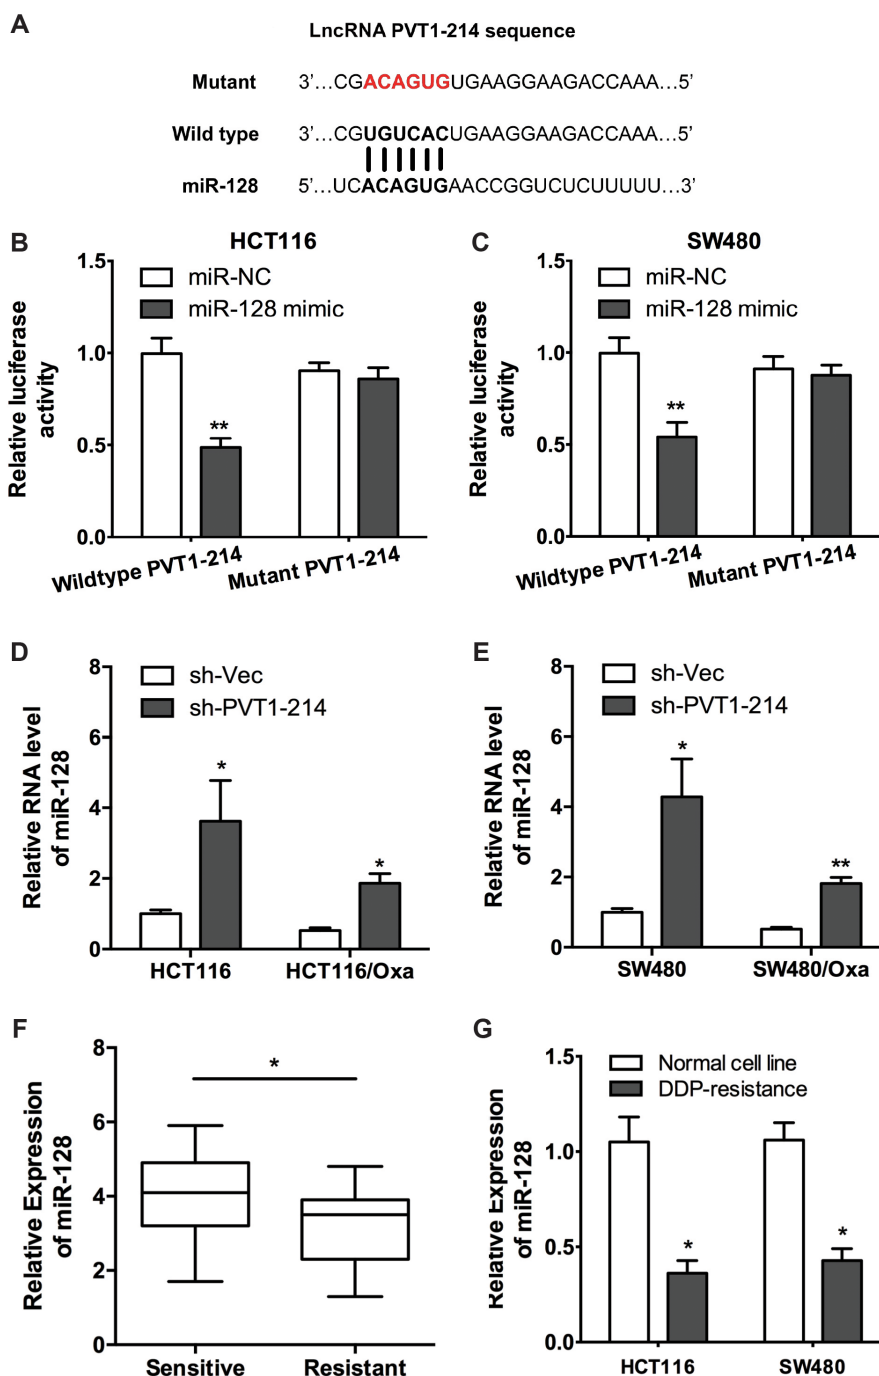 A
LncRNA PVT1-214 sequence
Mutant 3'...CGACAGUGUGAAGGAAGACCAAA...5'
Wild type 3'...CGUGUCACUGAAGGAAGACCAAA...5'
miR-128 5'...UCACAGUGAACCGGUCUCUUUUU...3'
B
HCT116
Relative luciferase
activity
1.5
1.0
0.5
0.0
miR-NC
miR-128 mimic
**
Wildtype PVT1-214
Mutant PVT1-214
C
SW480
Relative luciferase
activity
1.5
1.0
0.5
0.0
miR-NC
miR-128 mimic
**
Wildtype PVT1-214
Mutant PVT1-214
D
Relative RNA level
of miR-128
8
6
4
2
0
sh-Vec
sh-PVT1-214
*
*
HCT116
HCT116/Oxa
E
Relative RNA level
of miR-128
8
6
4
2
0
sh-Vec
sh-PVT1-214
*
**
SW480
SW480/Oxa
F
Relative Expression
of miR-128
8
6
4
2
0
*
Sensitive
Resistant
G
Relative Expression
of miR-128
1.5
1.0
0.5
0.0
Normal cell line
DDP-resistance
*
*
HCT116
SW480